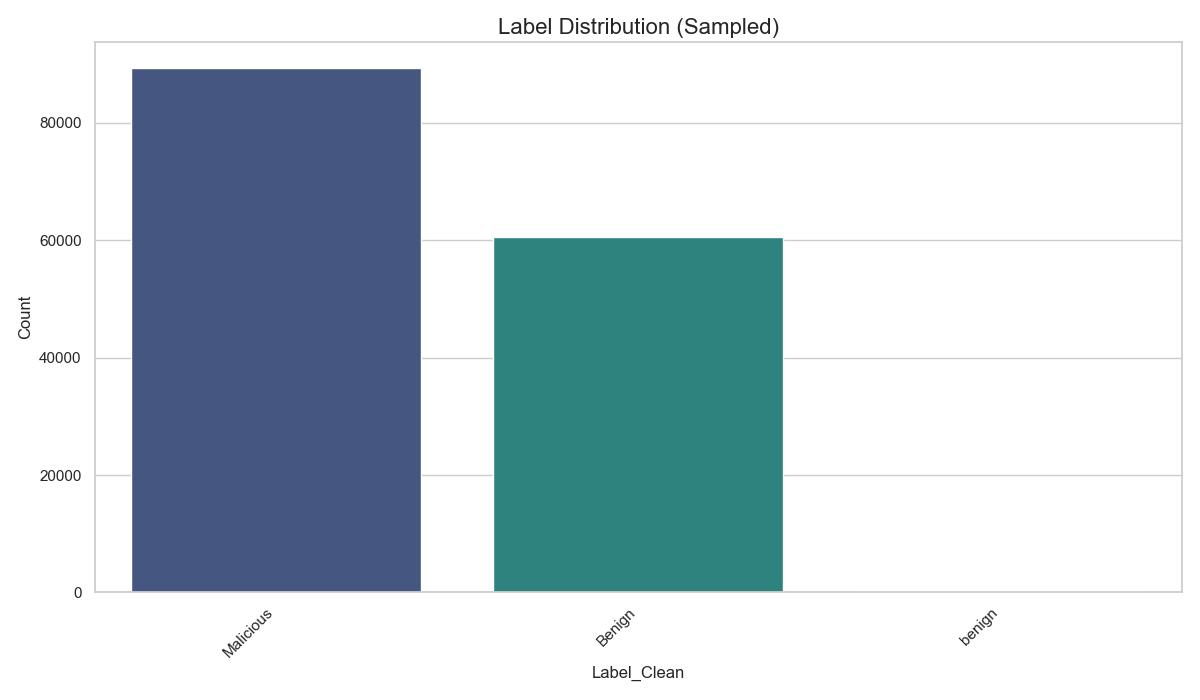 Label Distribution (Sampled)
Count
80000
60000
40000
20000
0
Malicious
Benign
benign
Label_Clean